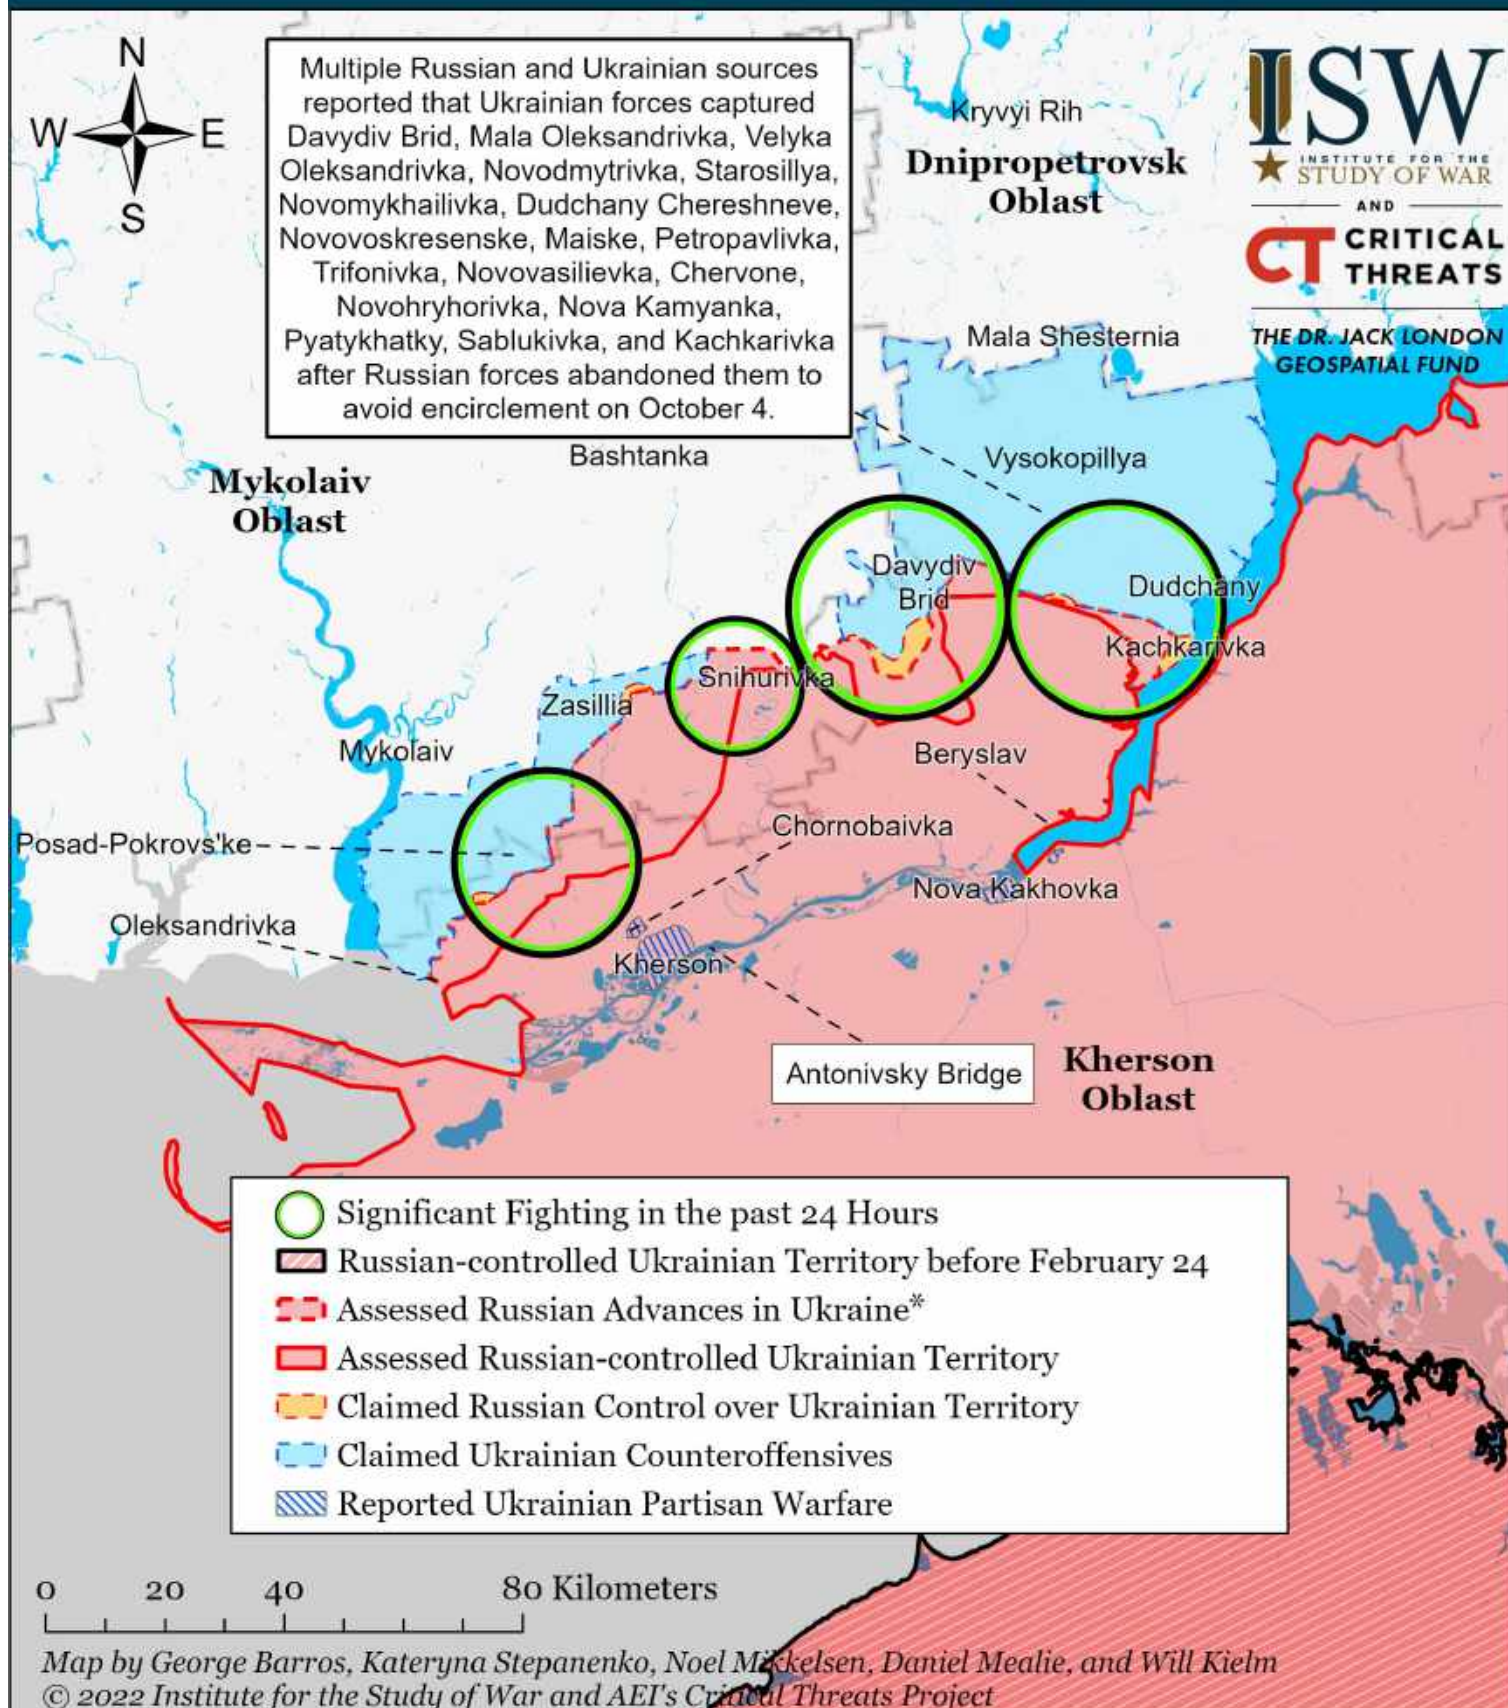 N
W E
S
Multiple Russian and Ukrainian sources
reported that Ukrainian forces captured
Davydiv Brid, Mala Oleksandrivka, Velyka
Oleksandrivka, Novodmytrivka, Starosillya,
Novomykhailivka, Dudchany Chereshneve,
Novovoskresenske, Maiske, Petropavlivka,
Trifonivka, Novovasilievka, Chervone,
Novohryhorivka, Nova Kamyanka,
Pyatykhatky, Sablukivka, and Kachkarivka
after Russian forces abandoned them to
avoid encirclement on October 4.
ISW
INSTITUTE FOR THE
STUDY OF WAR
AND
CT CRITICAL
THREATS
THE DR. JACK LONDON
GEOSPATIAL FUND
Kryvyi Rih
Dnipropetrovsk
Oblast
Mala Shesternia
Bashtanka
Vysokopillya
Mykolaiv
Oblast
Davydiv
Brid
Dudchany
Kachkarivka
Snihurivka
Zasillia
Mykolaiv
Beryslav
Chornobaivka
Posad-Pokrovs'ke
Nova Kakhovka
Oleksandrivka
Kherson
Antonivsky Bridge
Kherson
Oblast
Significant Fighting in the past 24 Hours
Russian-controlled Ukrainian Territory before February 24
Assessed Russian Advances in Ukraine*
Assessed Russian-controlled Ukrainian Territory
Claimed Russian Control over Ukrainian Territory
Claimed Ukrainian Counteroffensives
Reported Ukrainian Partisan Warfare
0 20 40 80 Kilometers
Map by George Barros, Kateryna Stepanenko, Noel Mikkelsen, Daniel Mealie, and Will Kielm
© 2022 Institute for the Study of War and AEI's Critical Threats Project